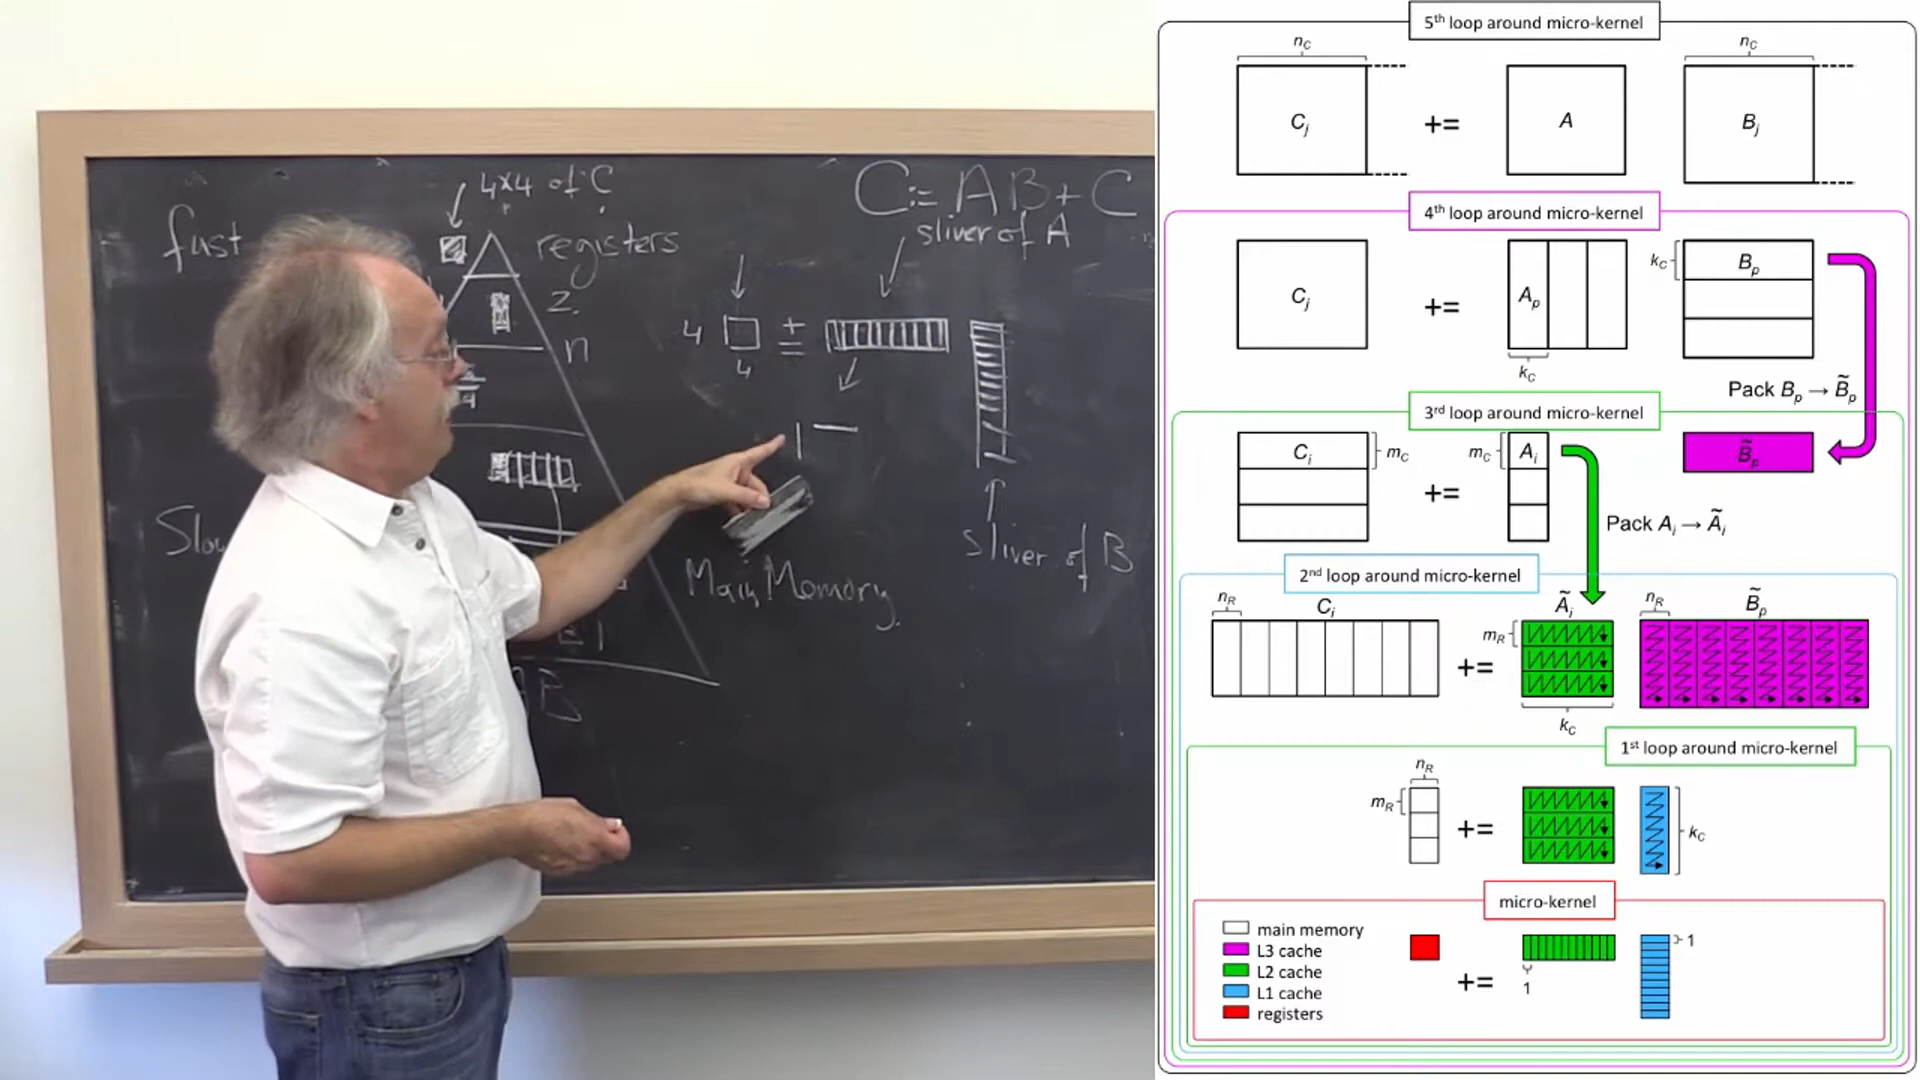 fast
4x4 of C
registers
C:= AB + C
sliver of A
4
±
4
Main Memory.
sliver of B
5th loop around micro-kernel
nC
nC
Cj
+=
A
Bj
4th loop around micro-kernel
Cj
+=
Ap
kC
kC
Bp
Pack Bp → B̃p
3rd loop around micro-kernel
Ci
mC
+=
mC
Ai
B̃p
Pack Ai → Ãi
2nd loop around micro-kernel
nR
Ci
mR
+=
Ãi
kC
nR
B̃p
1st loop around micro-kernel
nR
mR
+=
kC
micro-kernel
main memory
L3 cache
L2 cache
L1 cache
registers
+=
1
1